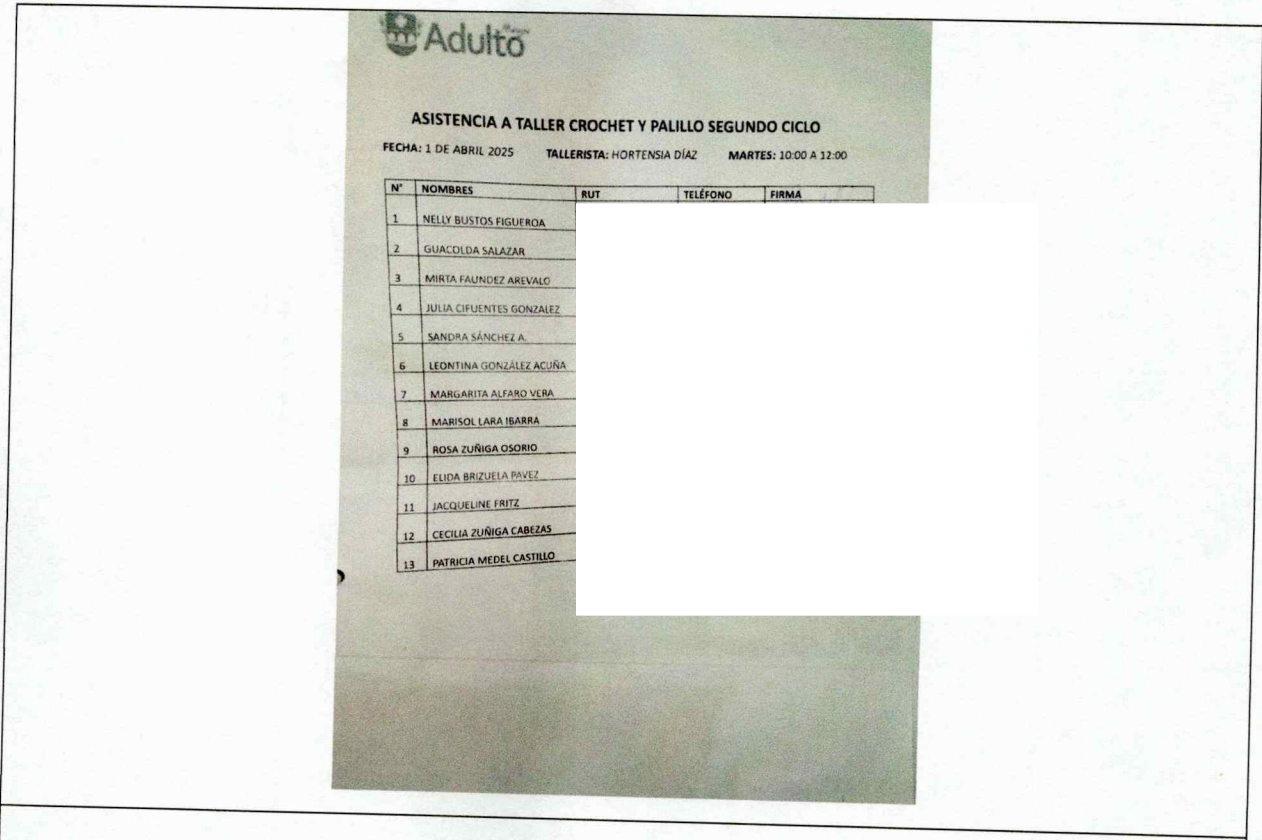 Adulto
ASISTENCIA A TALLER CROCHET Y PALILLO SEGUNDO CICLO
FECHA: 1 DE ABRIL 2025 TALLERISTA: HORTENSIA DÍAZ MARTES: 10:00 A 12:00
N° NOMBRES RUT TELÉFONO FIRMA
1 NELLY BUSTOS FIGUEROA
2 GUACOLDA SALAZAR
3 MIRTA FAUNDEZ AREVALO
4 JULIA CIFUENTES GONZALEZ
5 SANDRA SÁNCHEZ A.
6 LEONTINA GONZÁLEZ ACUÑA
7 MARGARITA ALFARO VERA
8 MARISOL LARA IBARRA
9 ROSA ZUÑIGA OSORIO
10 ELIDA BRIZUELA PAVEZ
11 JACQUELINE FRITZ
12 CECILIA ZUÑIGA CABEZAS
13 PATRICIA MEDEL CASTILLO